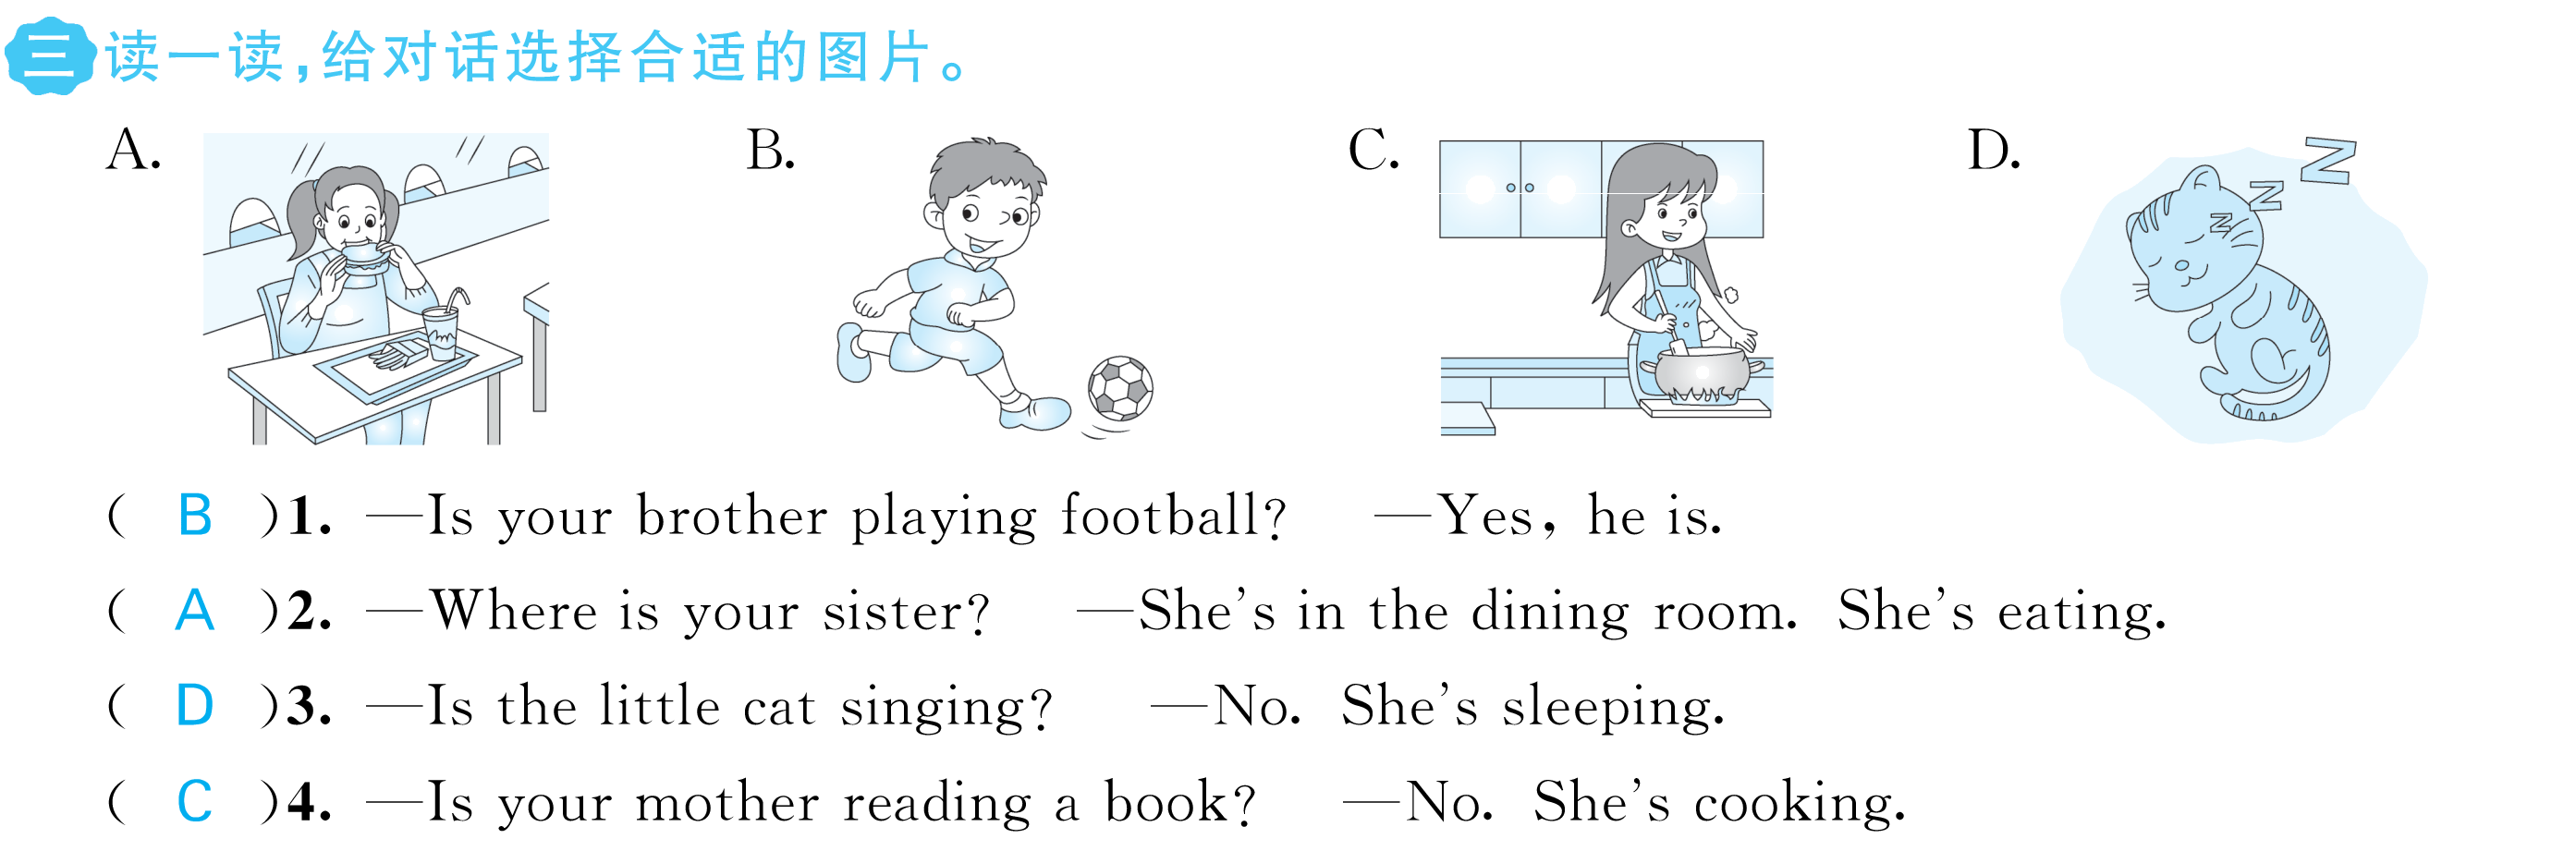 三 读一读,给对话选择合适的图片。
A. B. C. D.
z z Z
( B )1. —Is your brother playing football? —Yes, he is.
( A )2. —Where is your sister? —She's in the dining room. She's eating.
( D )3. —Is the little cat singing? —No. She's sleeping.
( C )4. —Is your mother reading a book? —No. She's cooking.